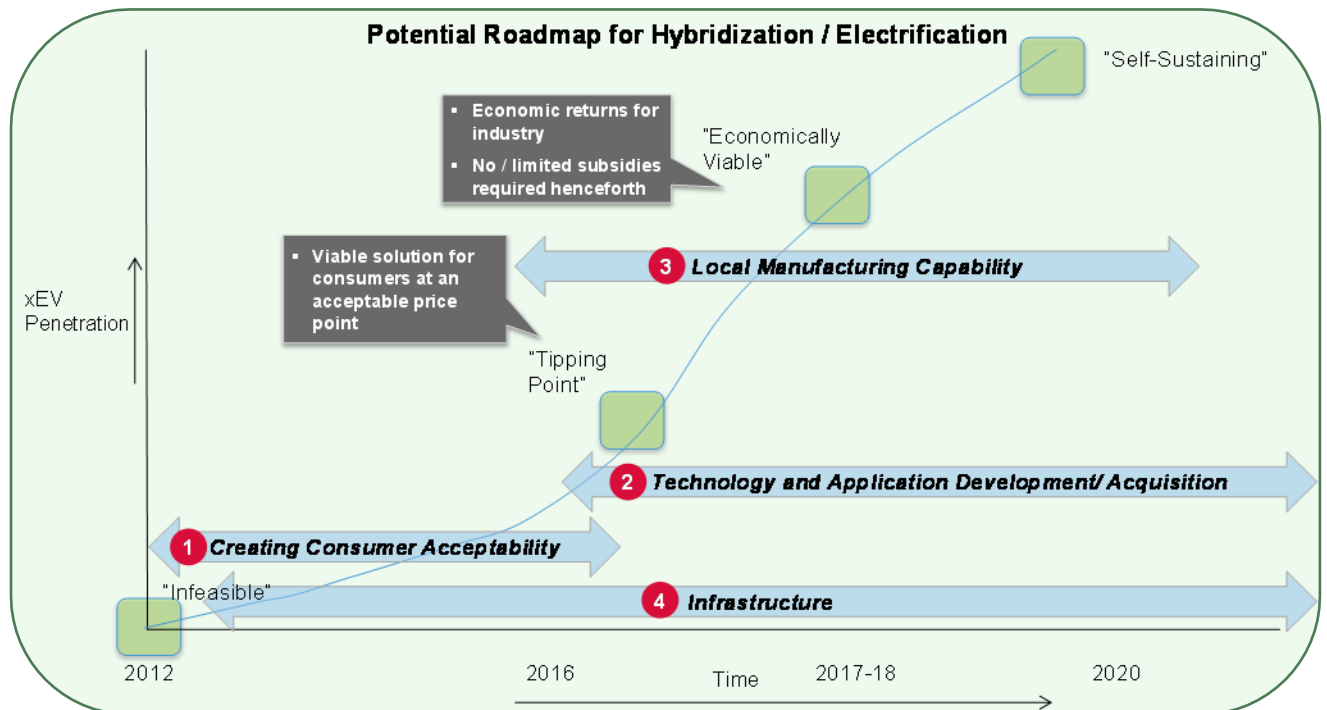 Potential Roadmap for Hybridization / Electrification
"Self-Sustaining"
▪ Economic returns for
industry
▪ No / limited subsidies
required henceforth
"Economically
Viable"
▪ Viable solution for
consumers at an
acceptable price
point
3 Local Manufacturing Capability
xEV
Penetration
"Tipping
Point"
2 Technology and Application Development/ Acquisition
1 Creating Consumer Acceptability
"Infeasible"
4 Infrastructure
2012
2016
Time
2017-18
2020